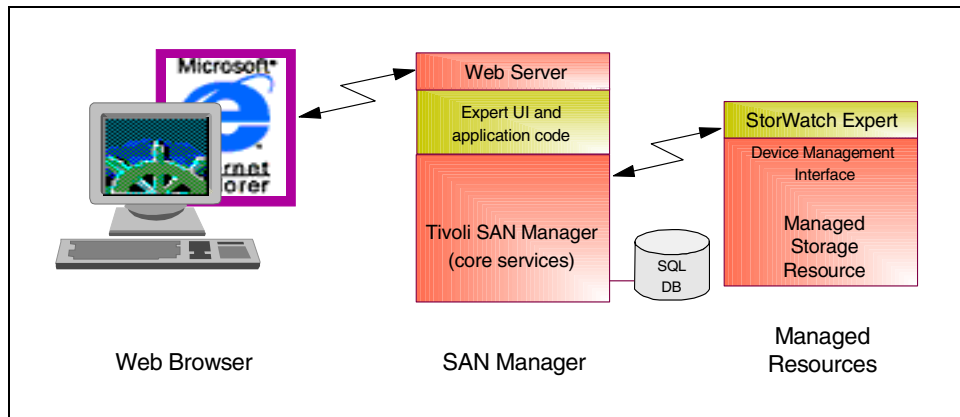 Microsoft
ernet
orer
Web Browser
Web Server
Expert UI and
application code
Tivoli SAN Manager
(core services)
SQL
DB
SAN Manager
StorWatch Expert
Device Management
Interface
Managed
Storage
Resource
Managed
Resources